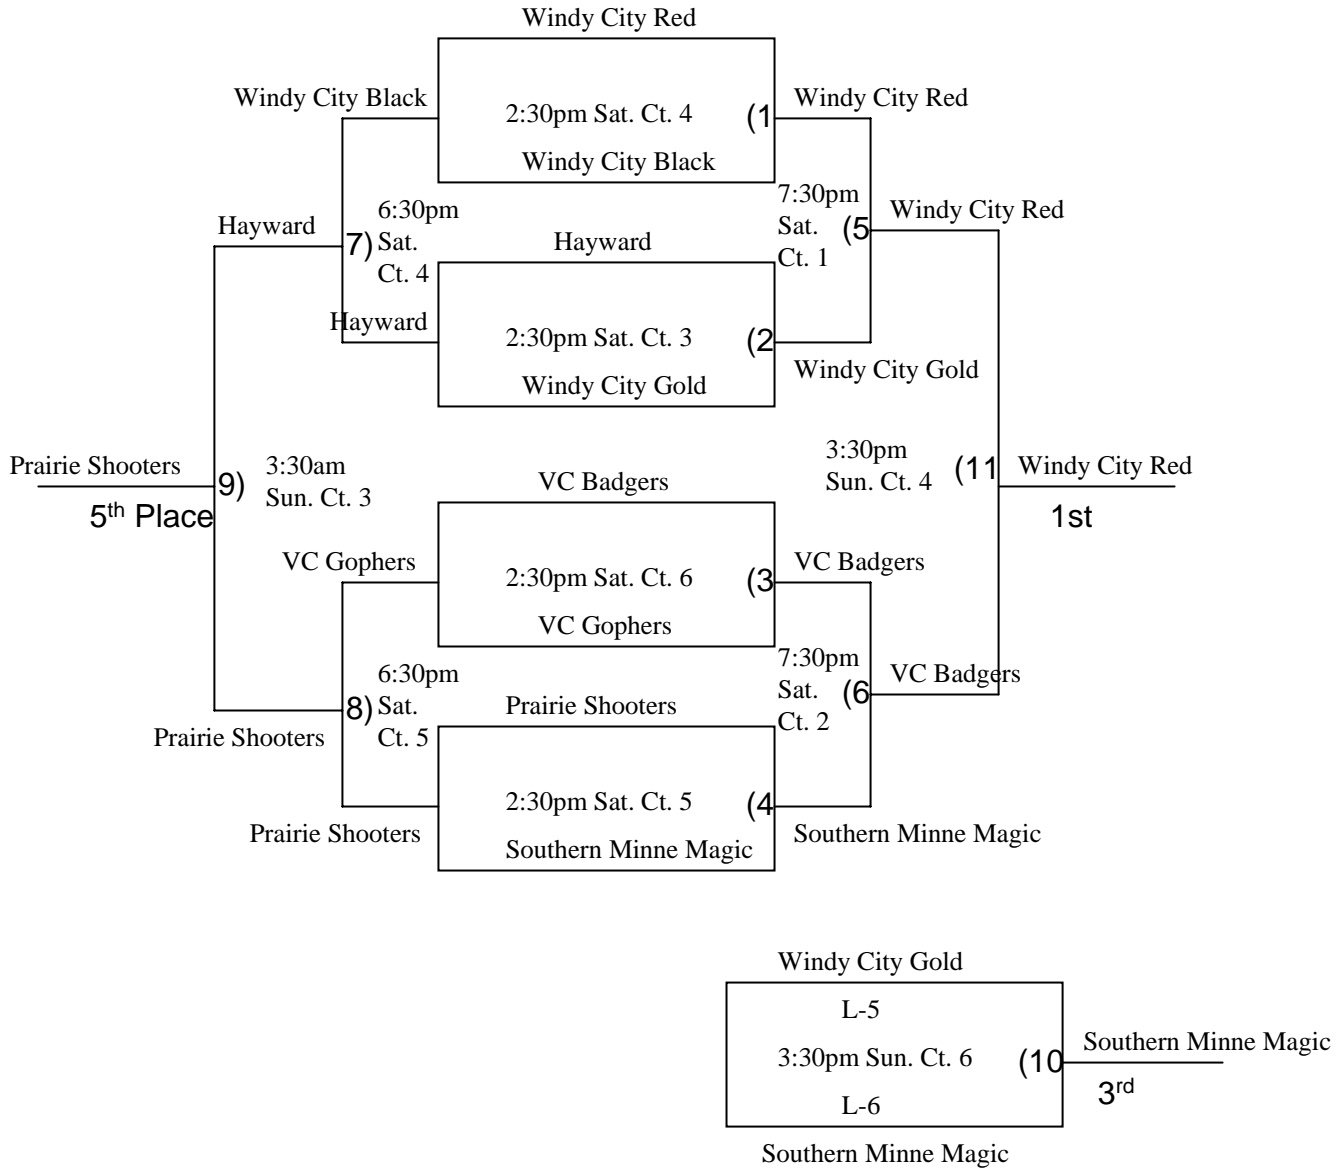 Windy City Red
Windy City Black
2:30pm Sat. Ct. 4
(1
Windy City Red
Windy City Black
7:30pm
Sat.
Ct. 1
(5
Windy City Red
Hayward
7)
6:30pm
Sat.
Ct. 4
Hayward
Hayward
2:30pm Sat. Ct. 3
(2
Windy City Gold
Windy City Gold
Prairie Shooters
9)
5th Place
3:30am
Sun. Ct. 3
3:30pm
Sun. Ct. 4
(11
Windy City Red
1st
VC Badgers
VC Gophers
2:30pm Sat. Ct. 6
(3
VC Badgers
VC Gophers
7:30pm
Sat.
Ct. 2
(6
VC Badgers
8)
6:30pm
Sat.
Ct. 5
Prairie Shooters
Prairie Shooters
2:30pm Sat. Ct. 5
(4
Prairie Shooters
Southern Minne Magic
Southern Minne Magic
Windy City Gold
L-5
3:30pm Sun. Ct. 6
(10
Southern Minne Magic
3rd
L-6
Southern Minne Magic